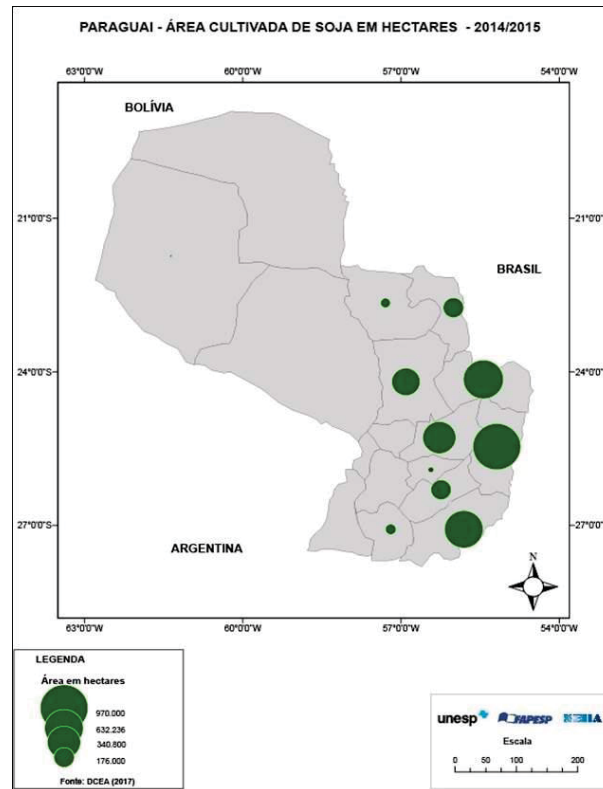 PARAGUAI - ÁREA CULTIVADA DE SOJA EM HECTARES - 2014/2015
63°0'0"O 60°0'0"O 57°0'0"O 54°0'0"O
BOLÍVIA
21°0'0"S 21°0'0"S
BRASIL
24°0'0"S 24°0'0"S
27°0'0"S 27°0'0"S
ARGENTINA
N
63°0'0"O 60°0'0"O 57°0'0"O 54°0'0"O
LEGENDA
Área em hectares
970.000
632.236
340.800
176.000
Fonte: DCEA (2017)
unesp FAPESP
Escala
0 50 100 200